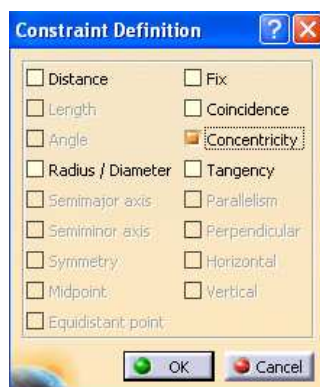 Constraint Definition
Distance
Fix
Length
Coincidence
Angle
Concentricity
Radius / Diameter
Tangency
Semimajor axis
Parallelism
Semiminor axis
Perpendicular
Symmetry
Horizontal
Midpoint
Vertical
Equidistant point
OK
Cancel